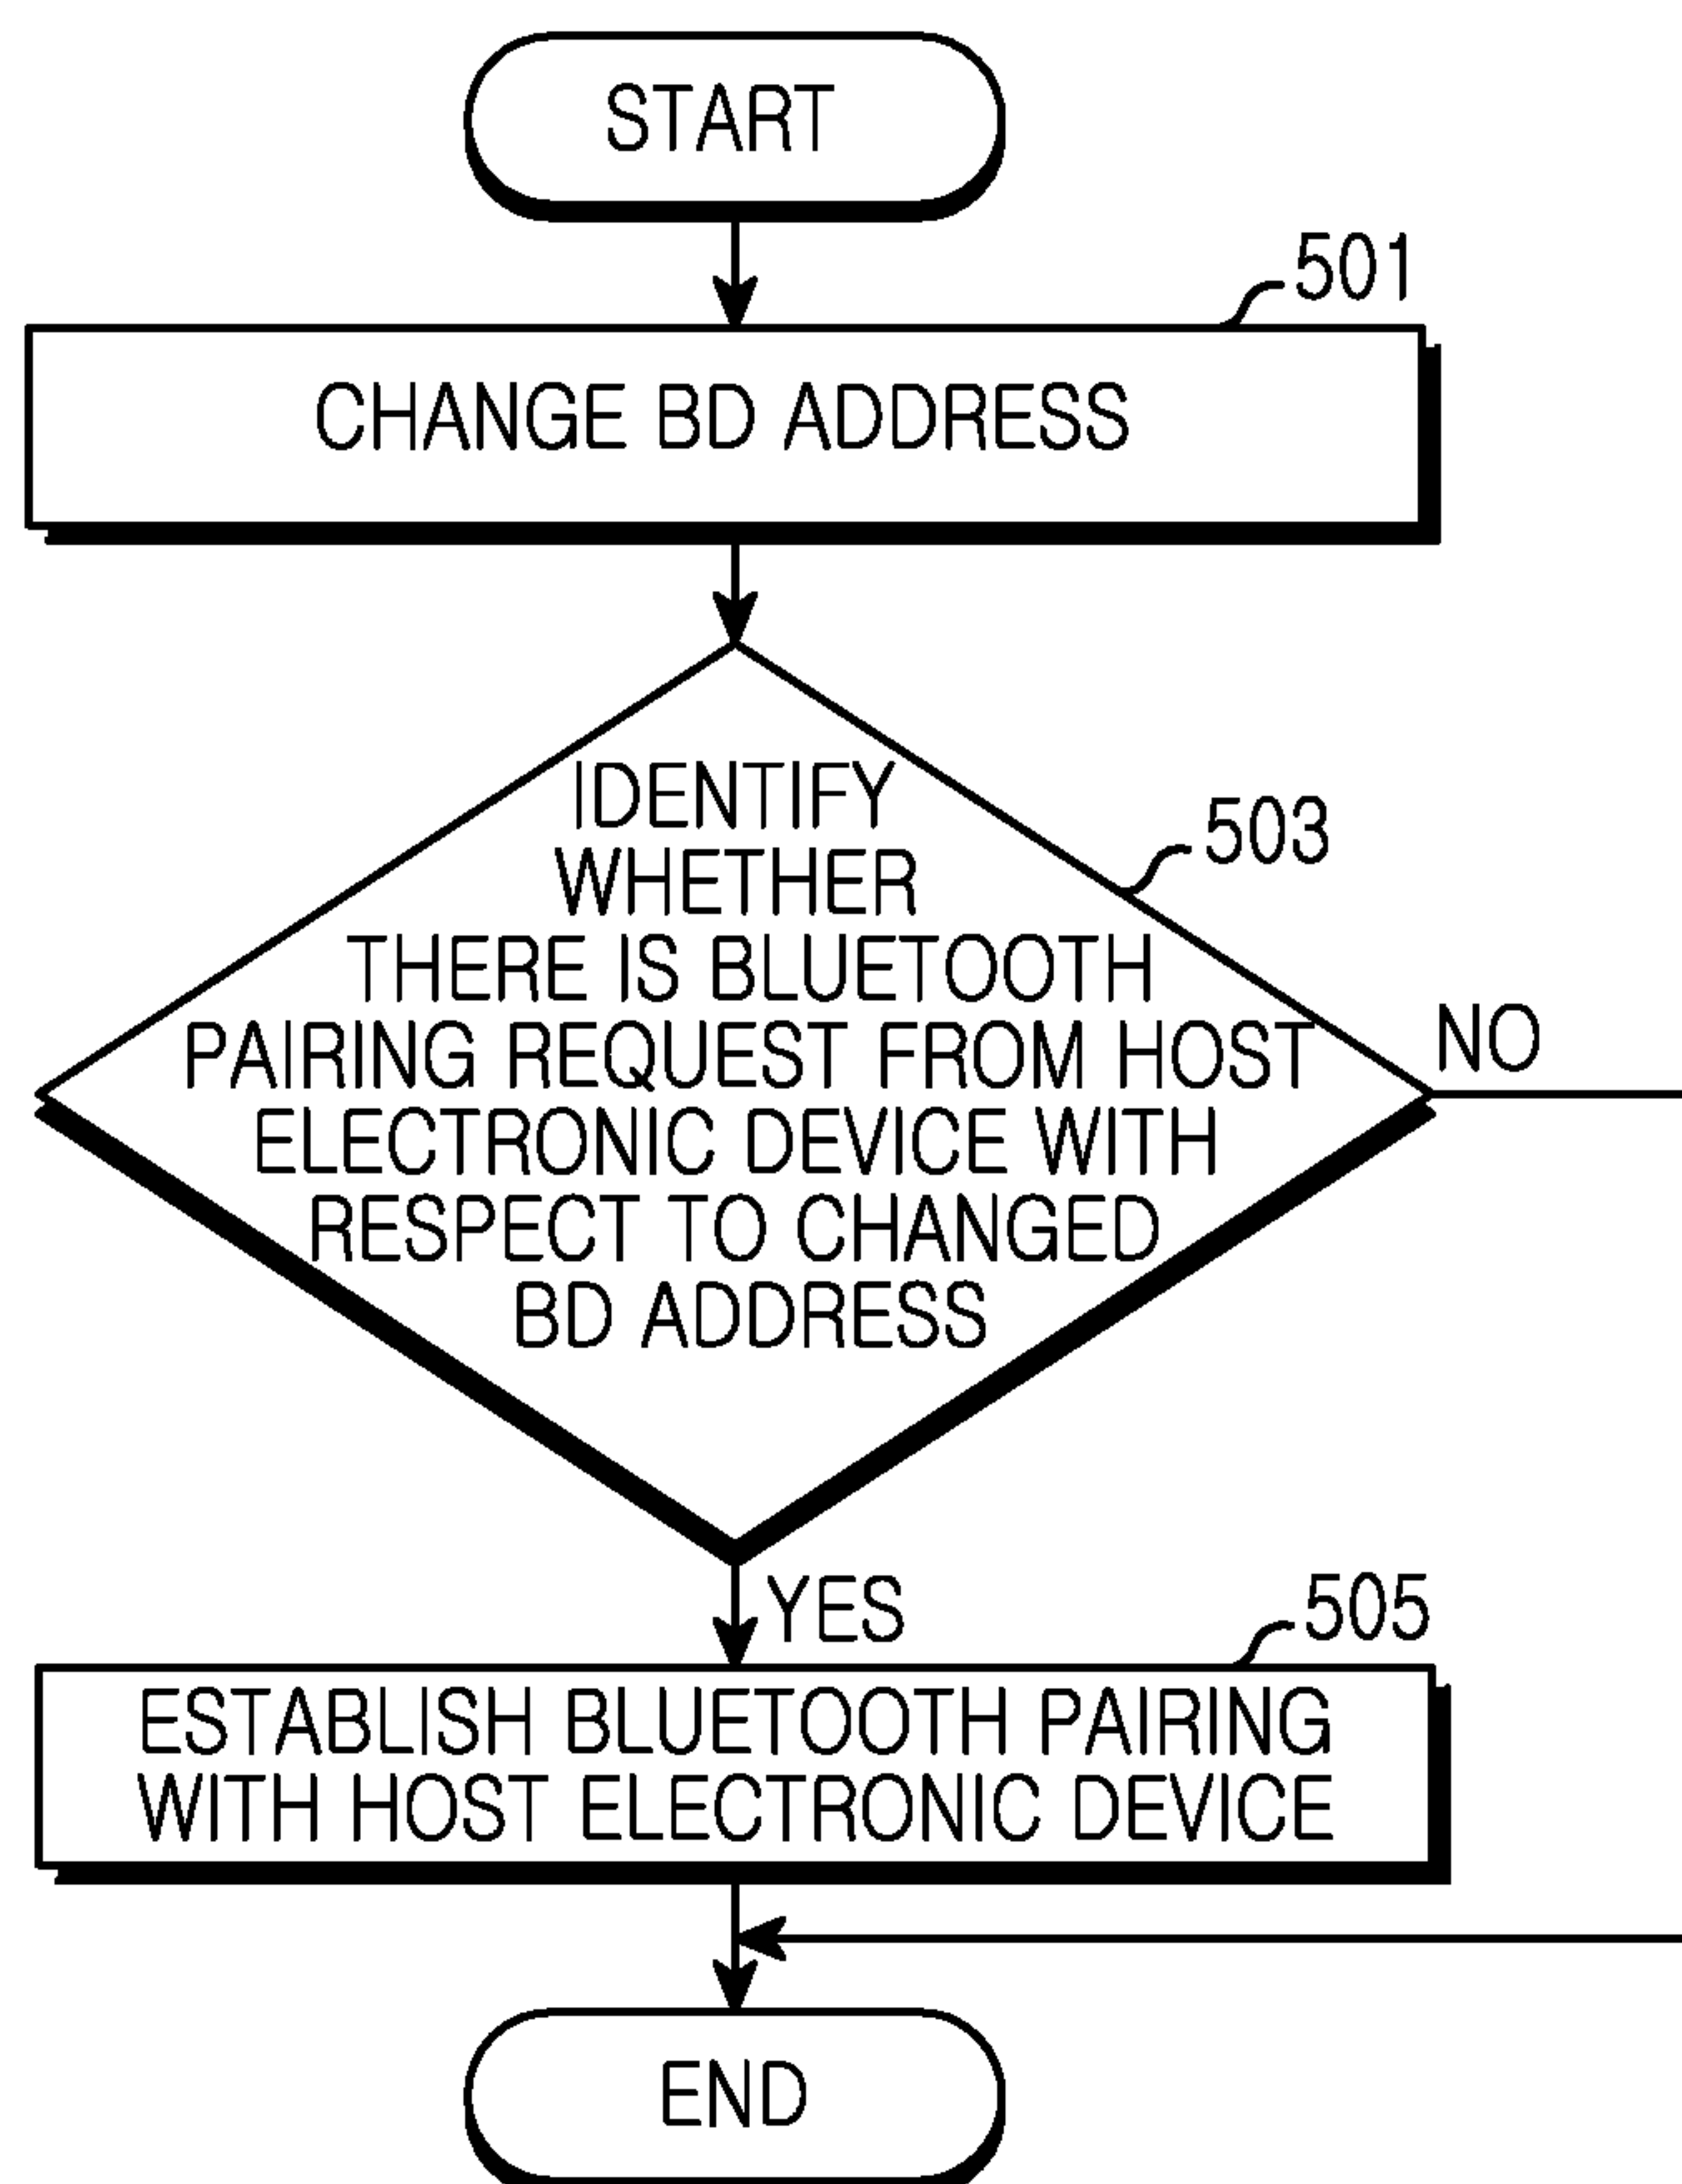 START
501
CHANGE BD ADDRESS
IDENTIFY
WHETHER
503
THERE IS BLUETOOTH
PAIRING REQUEST FROM HOST
NO
ELECTRONIC DEVICE WITH
RESPECT TO CHANGED
BD ADDRESS
YES
505
ESTABLISH BLUETOOTH PAIRING
WITH HOST ELECTRONIC DEVICE
END